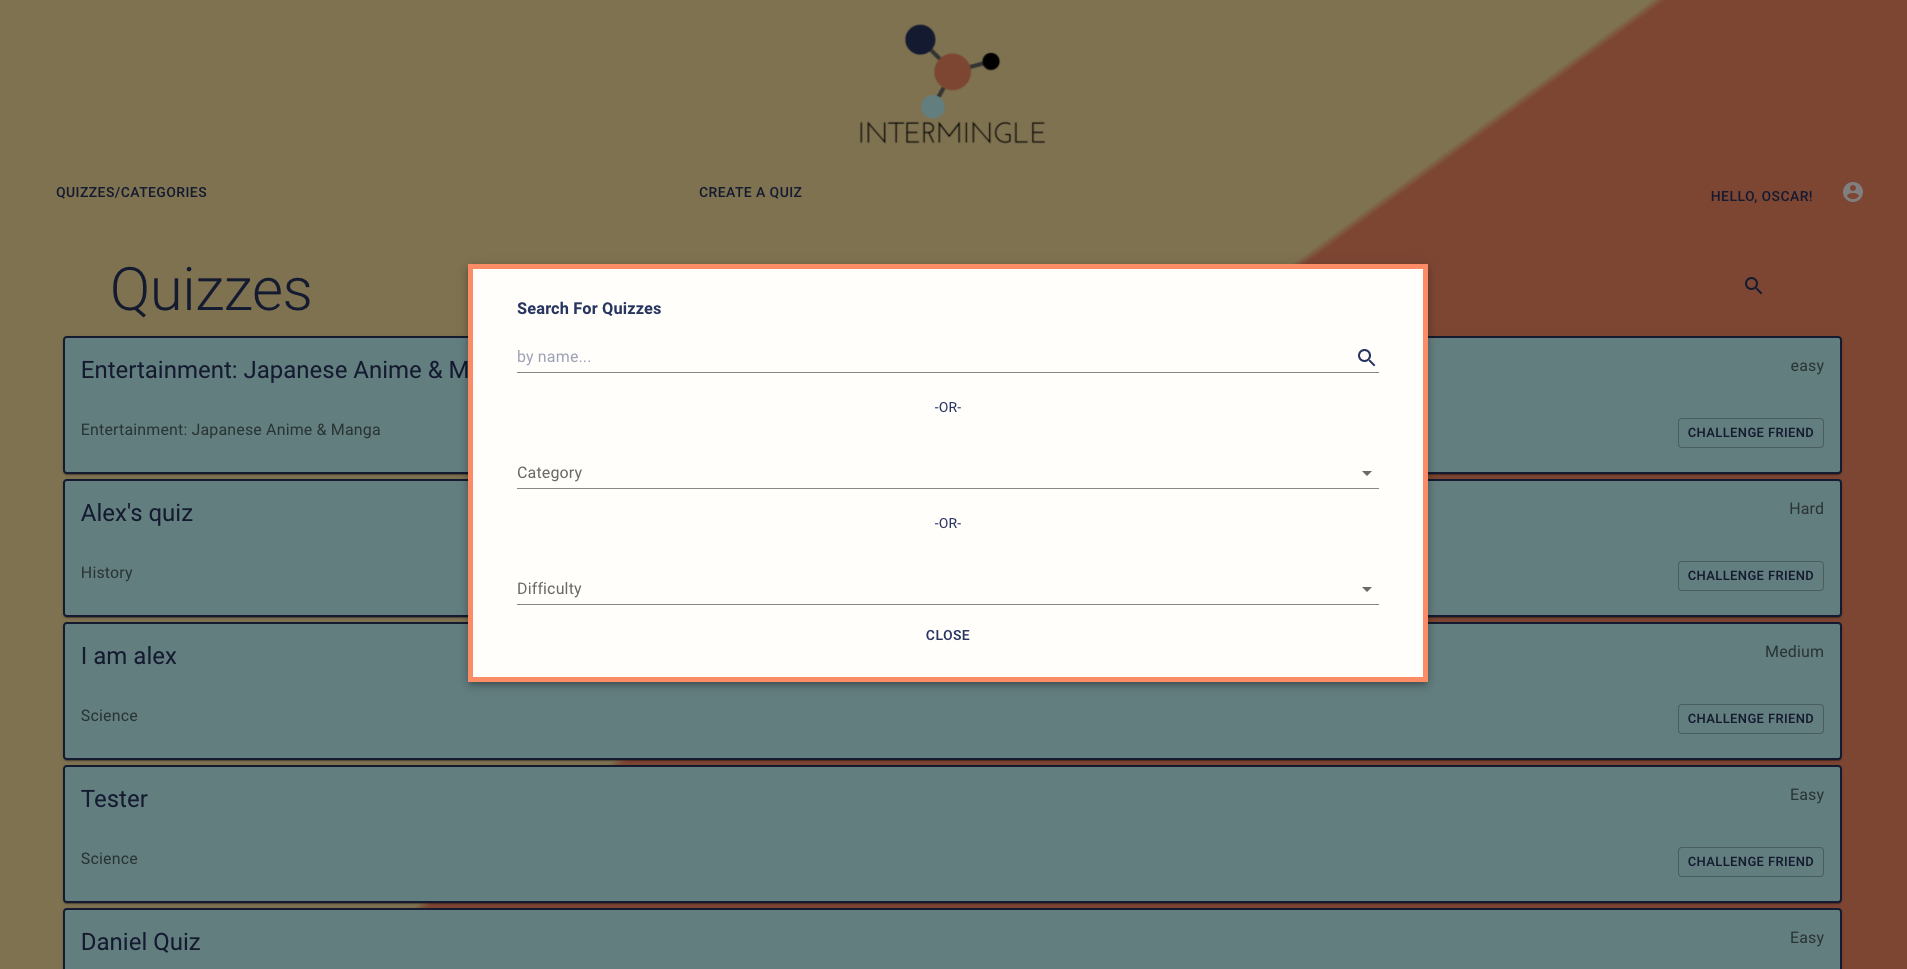 INTERMINGLE
QUIZZES/CATEGORIES
CREATE A QUIZ
HELLO, OSCAR!
Quizzes
Search For Quizzes
by name...
-OR-
Category
-OR-
Difficulty
CLOSE
Entertainment: Japanese Anime & M
easy
Entertainment: Japanese Anime & Manga
CHALLENGE FRIEND
Alex's quiz
Hard
History
CHALLENGE FRIEND
I am alex
Medium
Science
CHALLENGE FRIEND
Tester
Easy
Science
CHALLENGE FRIEND
Daniel Quiz
Easy